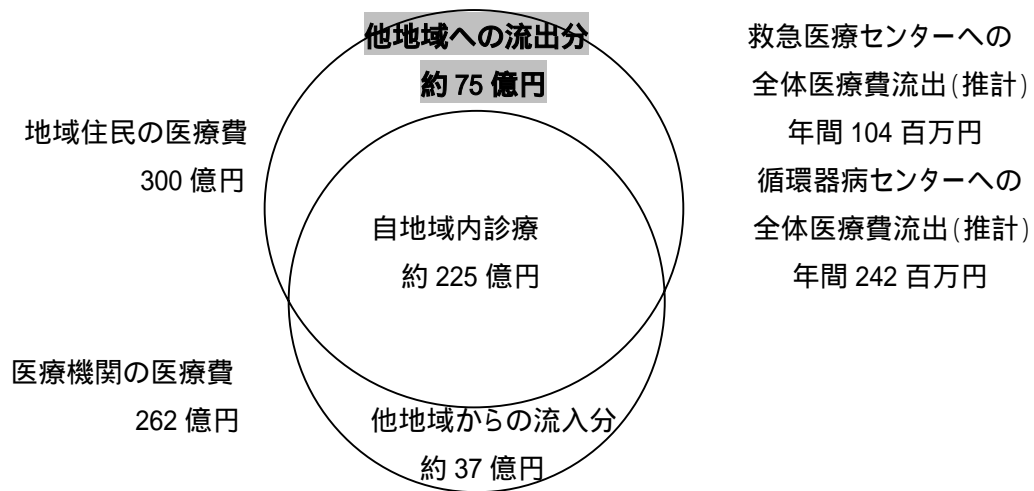 他地域への流出分
約 75 億円
地域住民の医療費
300 億円
自地域内診療
約 225 億円
医療機関の医療費
262 億円
他地域からの流入分
約 37 億円
救急医療センターへの
全体医療費流出(推計)
年間 104 百万円
循環器病センターへの
全体医療費流出(推計)
年間 242 百万円